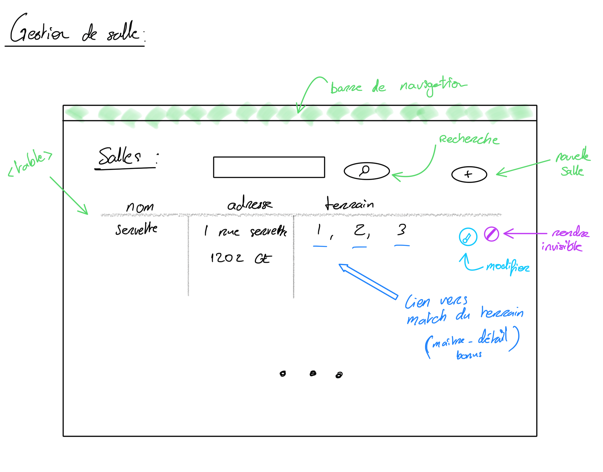 Gestion de salle:
barre de navigation
Salles :
Recherche
+
nouvelle
salle
<table>
nom adresse terrain
servette 1 rue servette 1, 2, 3
1202 GE
rendre
invisible
modifier
lien vers
match du terrain
(maître-détail)
bonus
...